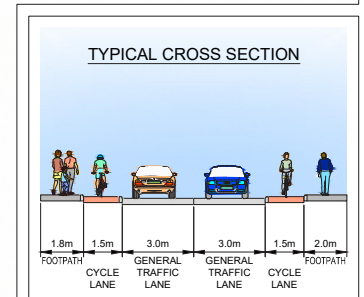 TYPICAL CROSS SECTION
1.8m 1.5m 3.0m 3.0m 1.5m 2.0m
FOOTPATH CYCLE LANE GENERAL TRAFFIC LANE GENERAL TRAFFIC LANE CYCLE LANE FOOTPATH